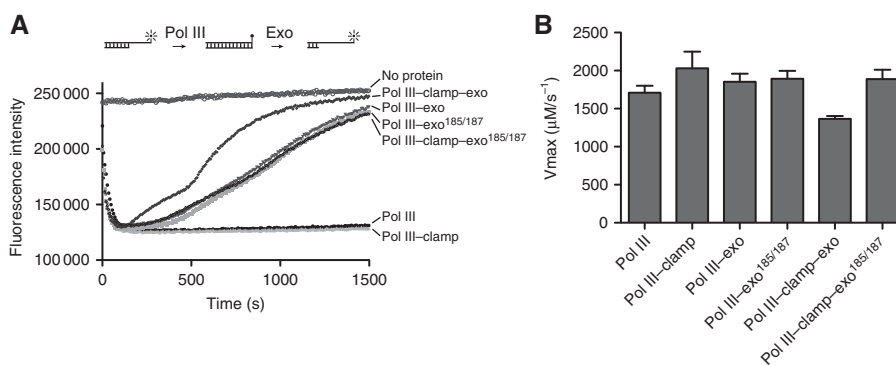 A
Pol III
Exo
No protein
Pol III–clamp–exo
Pol III–exo
Pol III–exo185/187
Pol III–clamp–exo185/187
Pol III
Pol III–clamp
Fluorescence intensity
250 000
200 000
150 000
100 000
0
500
1000
1500
Time (s)
B
Vmax (μM/s−1)
2500
2000
1500
1000
500
0
Pol III
Pol III–clamp
Pol III–exo
Pol III–exo185/187
Pol III–clamp–exo
Pol III–clamp–exo185/187